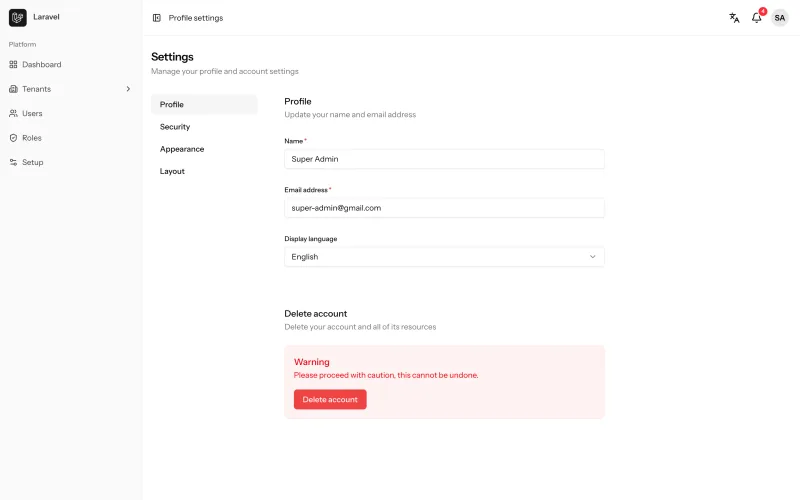 Laravel
Platform
Dashboard
Tenants
Users
Roles
Setup
Profile settings
4
SA
Settings
Manage your profile and account settings
Profile
Security
Appearance
Layout
Profile
Update your name and email address
Name *
Super Admin
Email address *
super-admin@gmail.com
Display language
English
Delete account
Delete your account and all of its resources
Warning
Please proceed with caution, this cannot be undone.
Delete account